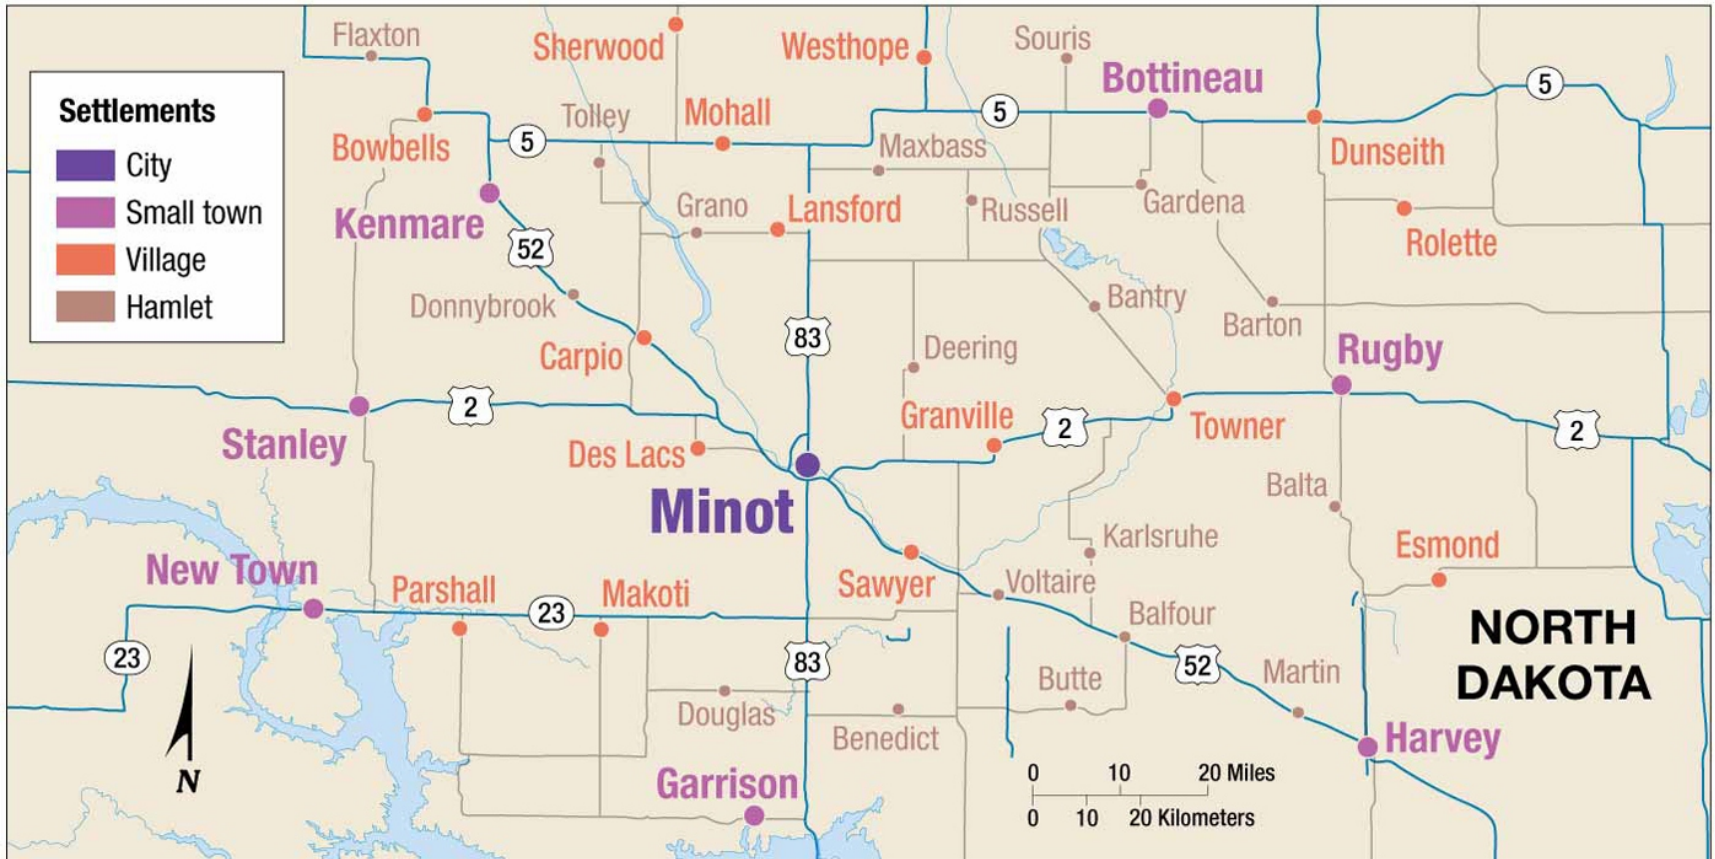 Flaxton
Sherwood
Westhope
Souris
Bottineau
5
Settlements
City
Small town
Village
Hamlet
Bowbells
5
Tolley
Mohall
5
Maxbass
Dunseith
Kenmare
52
Grano
Lansford
Russell
Gardena
Rolette
Donnybrook
Carpio
83
Deering
Bantry
Barton
Rugby
Stanley
2
Des Lacs
Granville
2
Towner
2
Minot
Balta
New Town
Parshall
23
Makoti
Sawyer
Karlsruhe
Voltaire
Esmond
Balfour
23
83
52
NORTH
DAKOTA
Douglas
Benedict
Butte
Martin
Harvey
N
Garrison
0 10 20 Miles
0 10 20 Kilometers